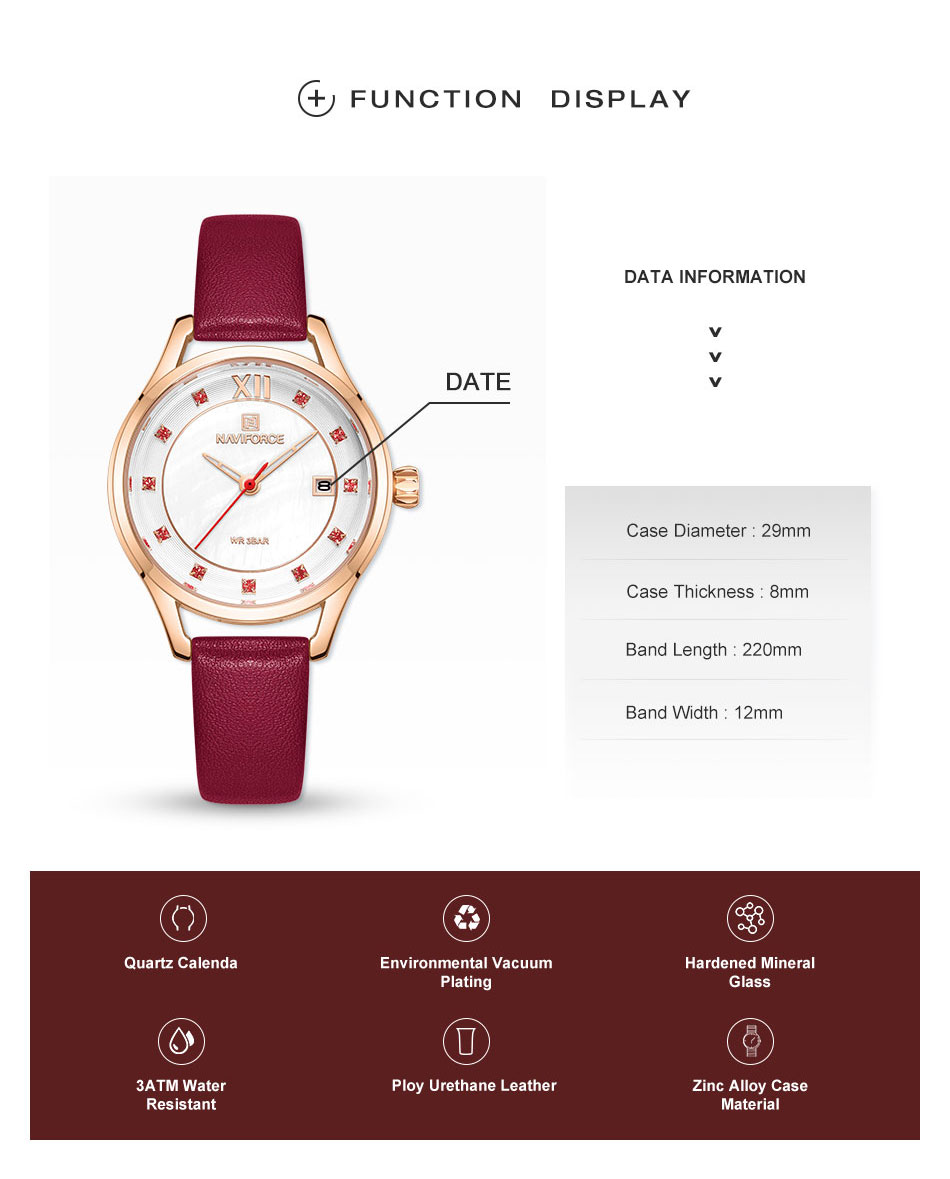 FUNCTION DISPLAY
DATA INFORMATION
XII
NAVIFORCE
DATE
8
WR 3BAR
Case Diameter : 29mm
Case Thickness : 8mm
Band Length : 220mm
Band Width : 12mm
Quartz Calenda
Environmental Vacuum
Plating
Hardened Mineral
Glass
3ATM Water
Resistant
Ploy Urethane Leather
Zinc Alloy Case
Material